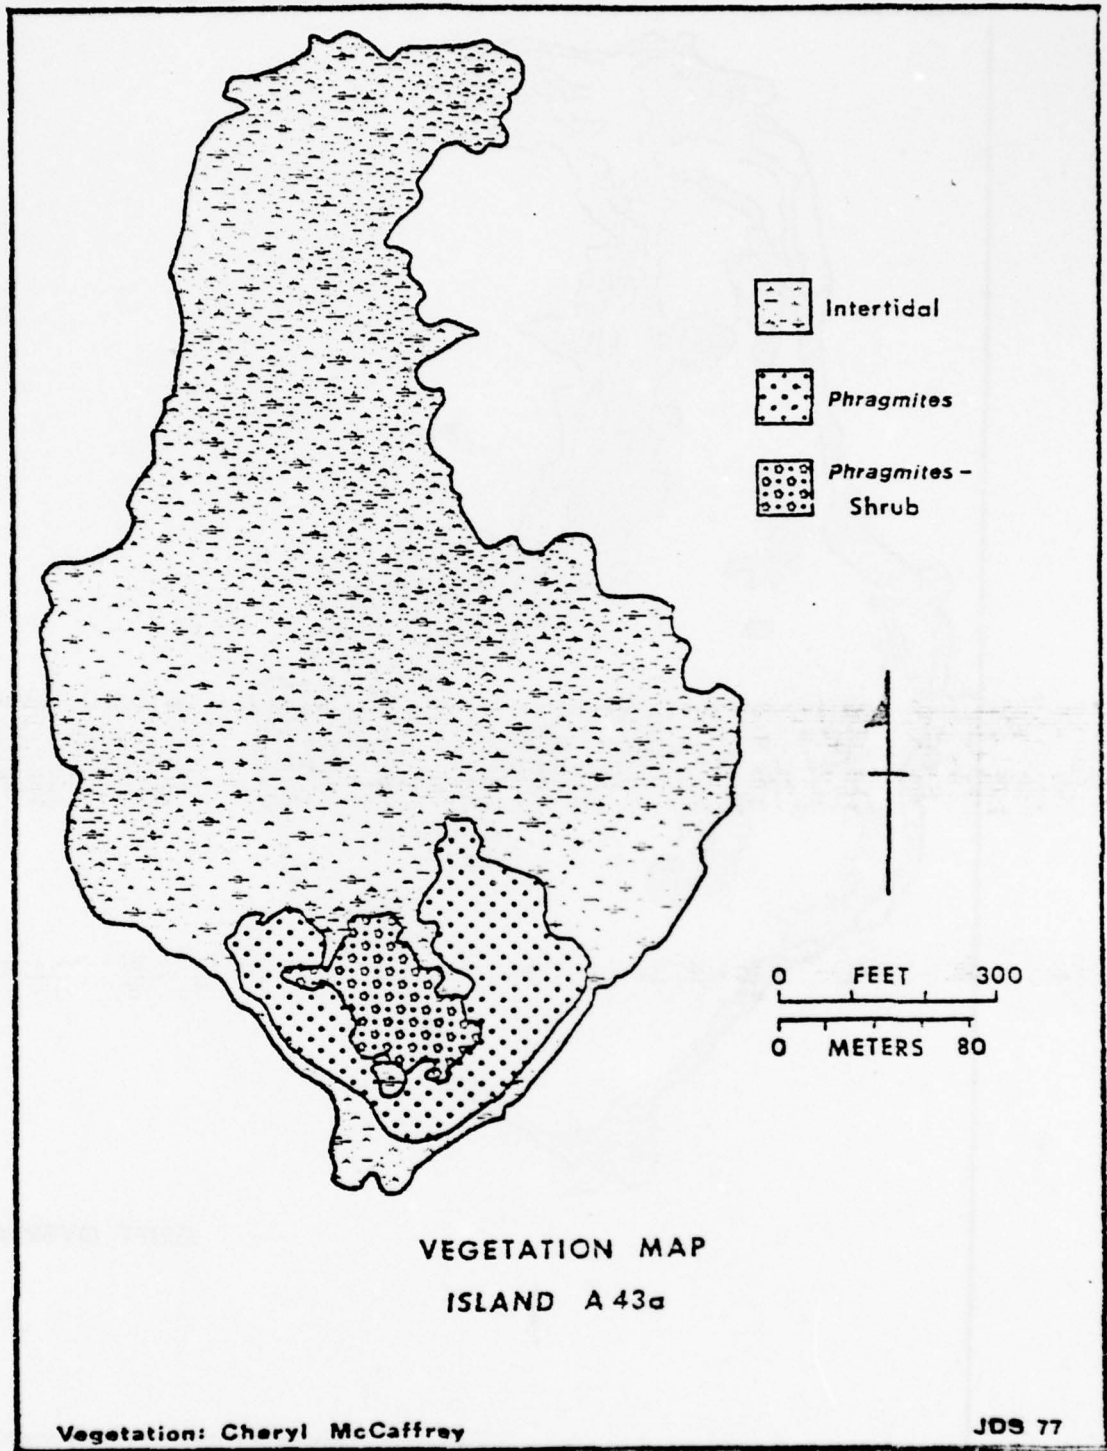 Intertidal
Phragmites
Phragmites –
Shrub
0 FEET 300
0 METERS 80
VEGETATION MAP
ISLAND A 43a
Vegetation: Cheryl McCaffrey
JDS 77